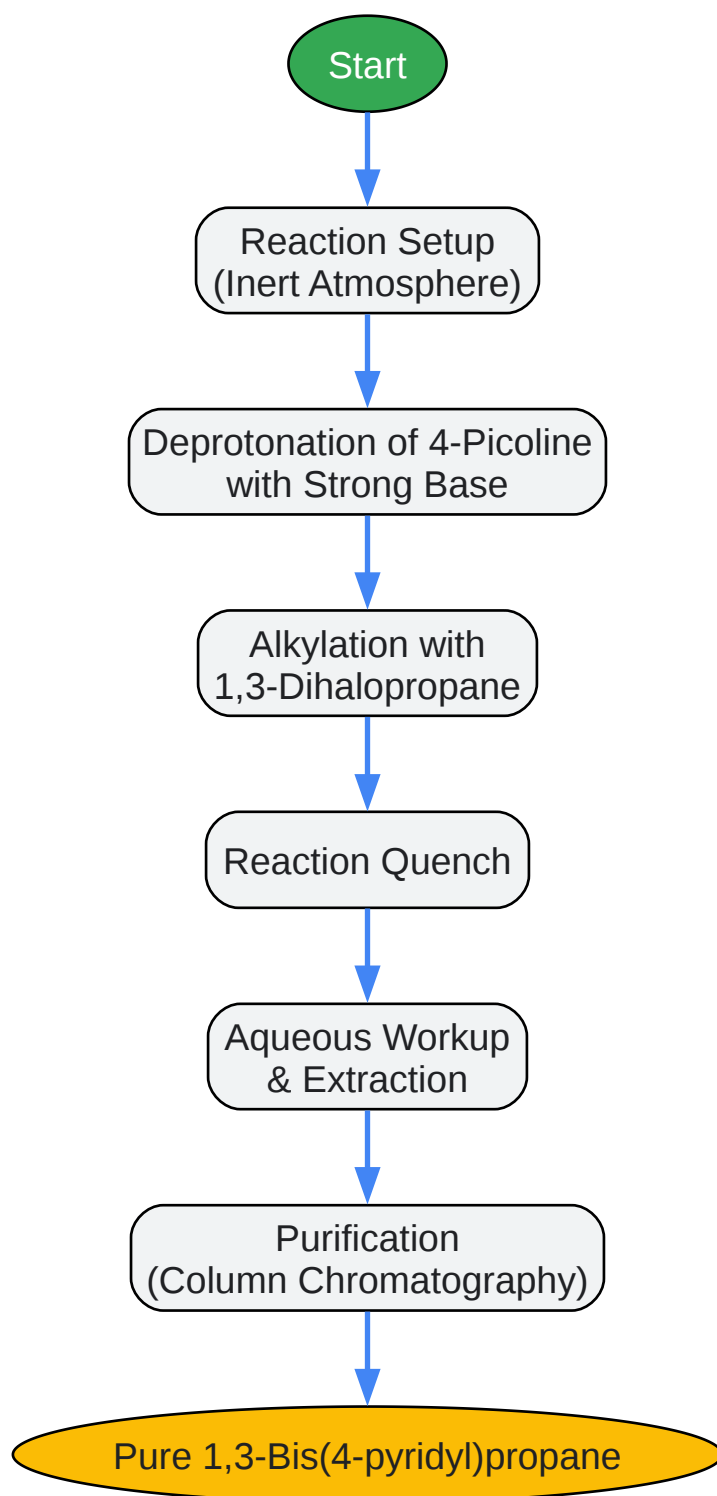 Start
Reaction Setup
(Inert Atmosphere)
Deprotonation of 4-Picoline
with Strong Base
Alkylation with
1,3-Dihalopropane
Reaction Quench
Aqueous Workup
& Extraction
Purification
(Column Chromatography)
Pure 1,3-Bis(4-pyridyl)propane